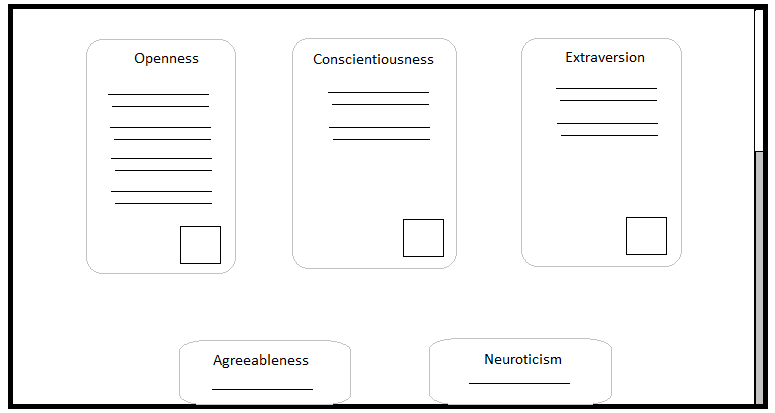 Openness
Conscientiousness
Extraversion
Agreeableness
Neuroticism